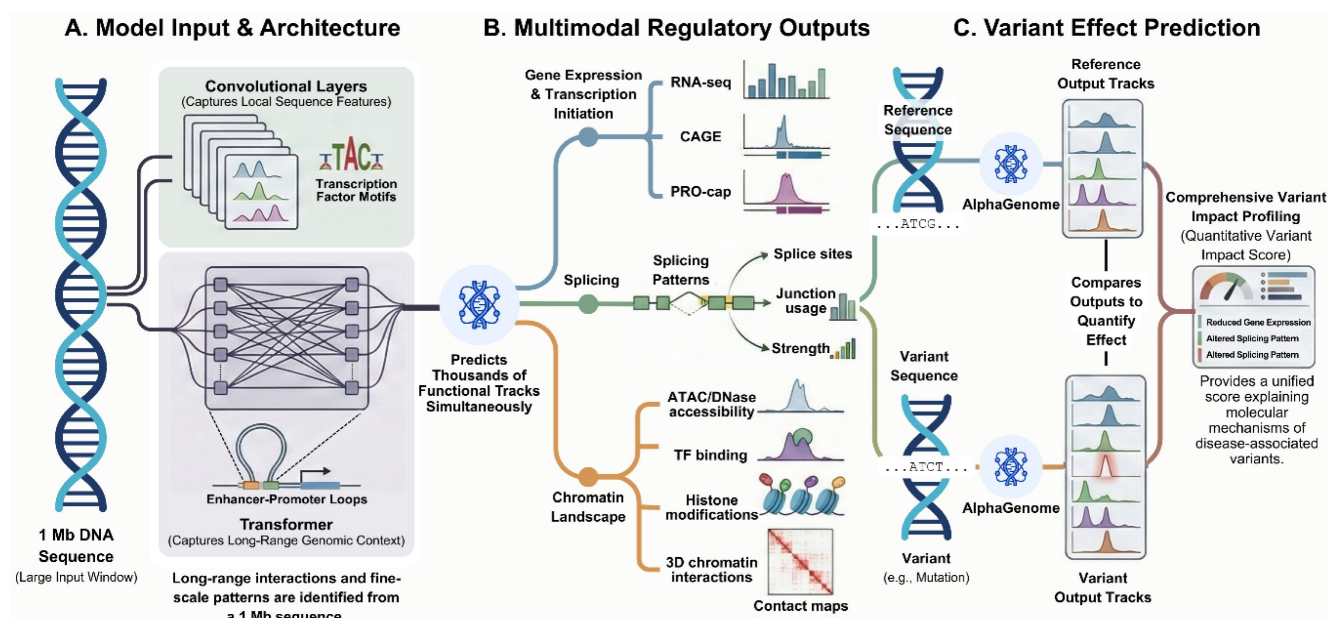 A. Model Input & Architecture
1 Mb DNA
Sequence
(Large Input Window)
Convolutional Layers
(Captures Local Sequence Features)
TAC
Transcription
Factor Motifs
Enhancer-Promoter Loops
Transformer
(Captures Long-Range Genomic Context)
Long-range interactions and fine-
scale patterns are identified from
a 1 Mb sequence
B. Multimodal Regulatory Outputs
Predicts
Thousands of
Functional Tracks
Simultaneously
Gene Expression
& Transcription
Initiation
RNA-seq
CAGE
PRO-cap
Splicing
Splicing
Patterns
Splice sites
Junction
usage
Strength
Chromatin
Landscape
ATAC/DNase
accessibility
TF binding
Histone
modifications
3D chromatin
interactions
Contact maps
C. Variant Effect Prediction
Reference
Sequence
...ATCG...
AlphaGenome
Reference
Output Tracks
Compares
Outputs to
Quantify
Effect
Variant
Sequence
...ATCT...
Variant
(e.g., Mutation)
AlphaGenome
Variant
Output Tracks
Comprehensive Variant
Impact Profiling
(Quantitative Variant
Impact Score)
Reduced Gene Expression
Altered Splicing Pattern
Altered Splicing Pattern
Provides a unified
score explaining
molecular
mechanisms of
disease-associated
variants.